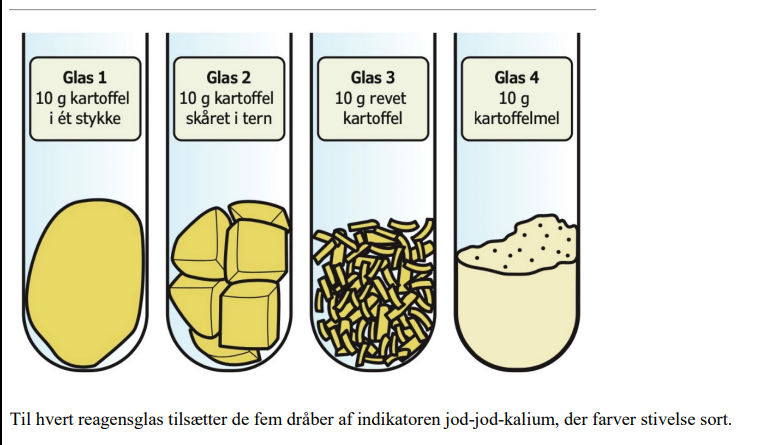 Glas 1
10 g kartoffel
i ét stykke
Glas 2
10 g kartoffel
skåret i tern
Glas 3
10 g revet
kartoffel
Glas 4
10 g
kartoffelmel
Til hvert reagensglas tilsætter de fem dråber af indikatoren jod-jod-kalium, der farver stivelse sort.